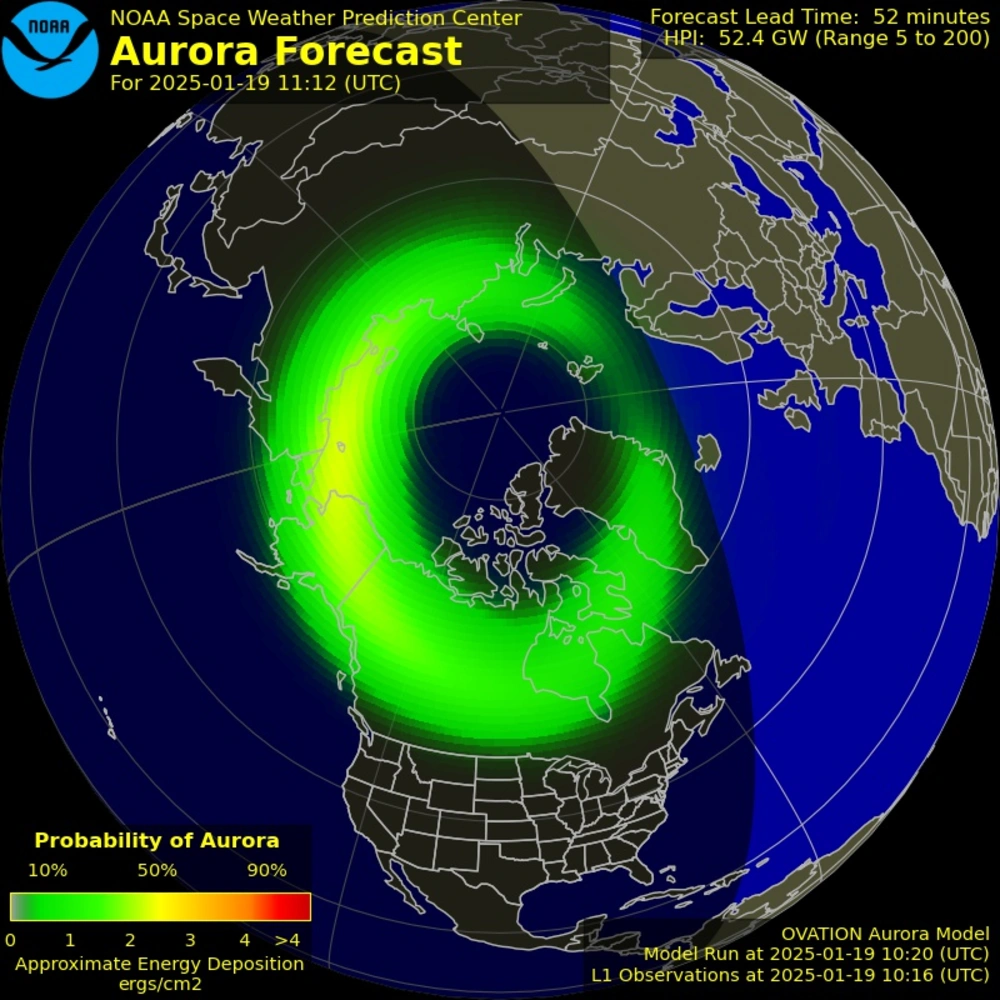 NOAA
NOAA Space Weather Prediction Center
Aurora Forecast
For 2025-01-19 11:12 (UTC)
Forecast Lead Time: 52 minutes
HPI: 52.4 GW (Range 5 to 200)
Probability of Aurora
10% 50% 90%
0 1 2 3 4 >4
Approximate Energy Deposition
ergs/cm2
OVATION Aurora Model
Model Run at 2025-01-19 10:20 (UTC)
L1 Observations at 2025-01-19 10:16 (UTC)